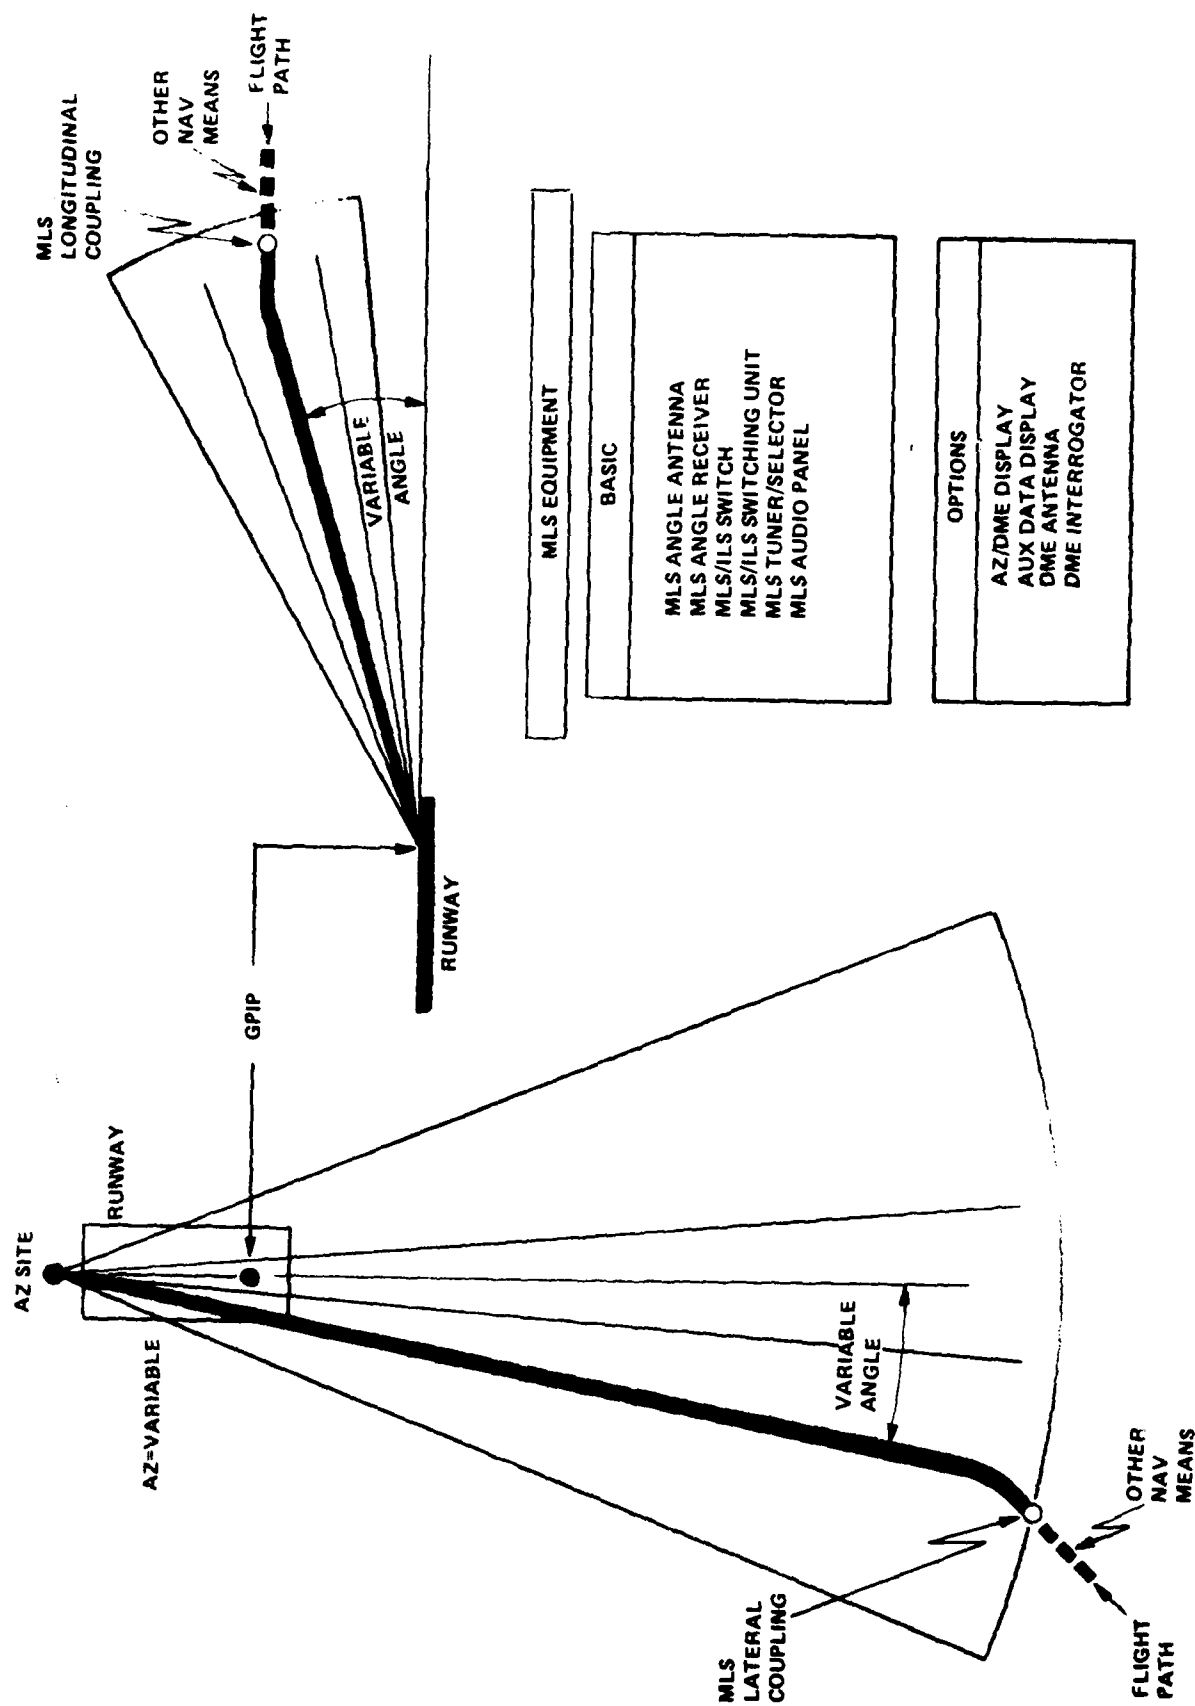 AZ SITE
RUNWAY
AZ=VARIABLE
GPIP
VARIABLE
ANGLE
MLS
LATERAL
COUPLING
FLIGHT
PATH
OTHER
NAV
MEANS
MLS
LONGITUDINAL
COUPLING
OTHER
NAV
MEANS
FLIGHT
PATH
VARIABLE
ANGLE
RUNWAY
MLS EQUIPMENT
BASIC
MLS ANGLE ANTENNA
MLS ANGLE RECEIVER
MLS/ILS SWITCH
MLS/ILS SWITCHING UNIT
MLS TUNER/SELECTOR
MLS AUDIO PANEL
OPTIONS
AZ/DME DISPLAY
AUX DATA DISPLAY
DME ANTENNA
DME INTERROGATOR